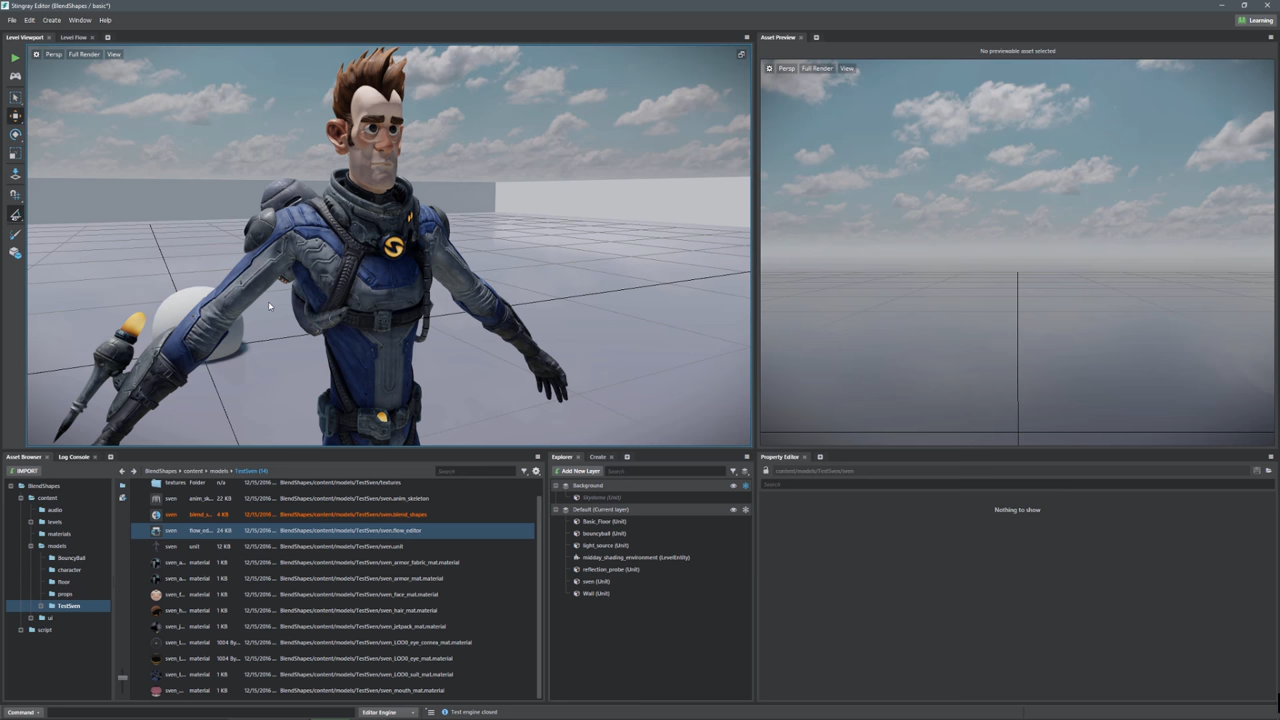 Stingray Editor (BlendShapes / basic*)
File Edit Create Window Help
Learning
Level Viewport Level Flow
Asset Preview
Persp Full Render View
No previewable asset selected
Persp Full Render View
Asset Browser Log Console
IMPORT
BlendShapes content models TestSven (14)
Search
BlendShapes
content
audio
levels
materials
models
BouncyBall
character
floor
props
TestSven
ui
script
textures Folder n/a 12/15/2016 ... BlendShapes/content/models/TestSven/textures
sven anim_sk... 22 KB 12/15/2016 ... BlendShapes/content/models/TestSven/sven.anim_skeleton
sven blend_s... 4 KB 12/15/2016 ... BlendShapes/content/models/TestSven/sven.blend_shapes
sven flow_ed... 24 KB 12/15/2016 ... BlendShapes/content/models/TestSven/sven.flow_editor
sven unit 12 KB 12/15/2016 ... BlendShapes/content/models/TestSven/sven.unit
sven_a... material 1 KB 12/15/2016 ... BlendShapes/content/models/TestSven/sven_armor_fabric_mat.material
sven_a... material 1 KB 12/15/2016 ... BlendShapes/content/models/TestSven/sven_armor_mat.material
sven_f... material 1 KB 12/15/2016 ... BlendShapes/content/models/TestSven/sven_face_mat.material
sven_h... material 1 KB 12/15/2016 ... BlendShapes/content/models/TestSven/sven_hair_mat.material
sven_j... material 1 KB 12/15/2016 ... BlendShapes/content/models/TestSven/sven_jetpack_mat.material
sven_L... material 1004 By... 12/15/2016 ... BlendShapes/content/models/TestSven/sven_LOD0_eye_cornea_mat.material
sven_L... material 1004 By... 12/15/2016 ... BlendShapes/content/models/TestSven/sven_LOD0_eye_mat.material
sven_L... material 1 KB 12/15/2016 ... BlendShapes/content/models/TestSven/sven_LOD0_suit_mat.material
sven_... material 1 KB 12/15/2016 ... BlendShapes/content/models/TestSven/sven_mouth_mat.material
Explorer Create
Add New Layer Search
Background
Skydome (Unit)
Default (Current layer)
Basic_Floor (Unit)
bouncyball (Unit)
light_source (Unit)
midday_shading_environment (LevelEntity)
reflection_probe (Unit)
sven (Unit)
Wall (Unit)
Property Editor
content/models/TestSven/sven
Search
Nothing to show
Command
Editor Engine
Test engine closed